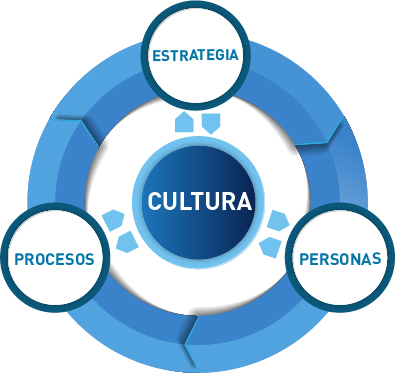 ESTRATEGIA
CULTURA
PROCESOS
PERSONAS